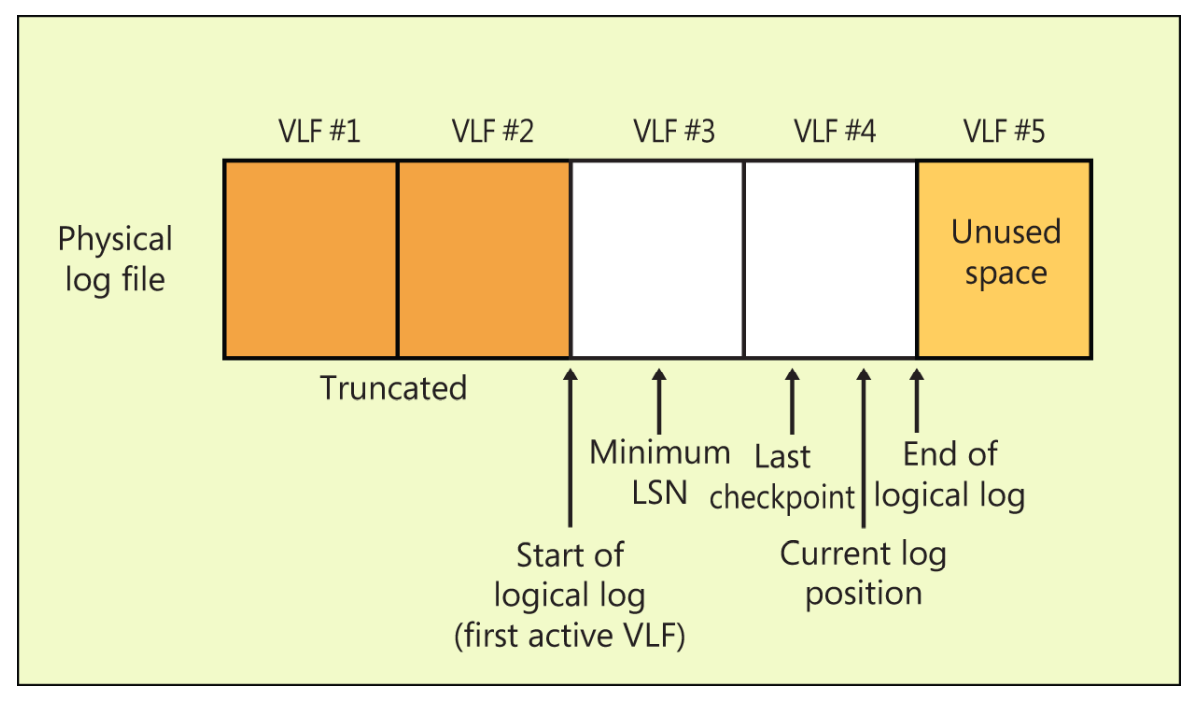 VLF #1
VLF #2
VLF #3
VLF #4
VLF #5
Physical
log file
Unused
space
Truncated
Minimum
LSN
Last
checkpoint
End of
logical log
Start of
logical log
(first active VLF)
Current log
position